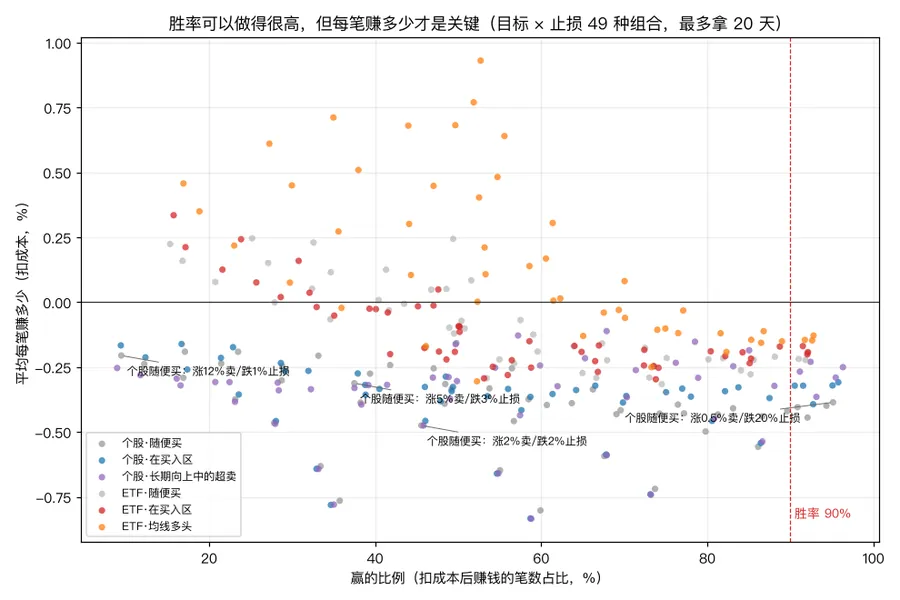 胜率可以做得很高，但每笔赚多少才是关键（目标 × 止损 49 种组合，最多拿 20 天）
平均每笔赚多少（扣成本，%）
1.00
0.75
0.50
0.25
0.00
−0.25
−0.50
−0.75
个股随便买：涨12%卖/跌1%止损
个股随便买：涨5%卖/跌3%止损
个股随便买：涨0.5%卖/跌20%止损
个股随便买：涨2%卖/跌2%止损
个股·随便买
个股·在买入区
个股·长期向上中的超卖
ETF·随便买
ETF·在买入区
ETF·均线多头
胜率 90%
20
40
60
80
100
赢的比例（扣成本后赚钱的笔数占比，%）